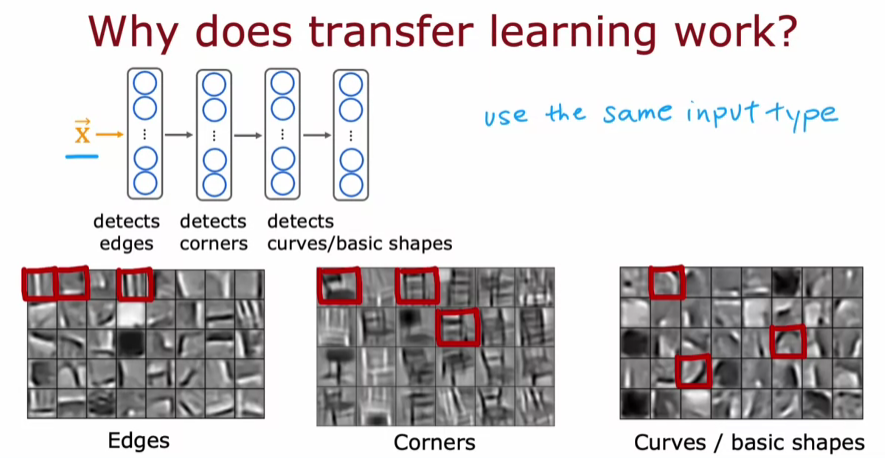 Why does transfer learning work?
x⃗
use the same input type
detects detects detects
edges corners curves/basic shapes
Edges
Corners
Curves / basic shapes